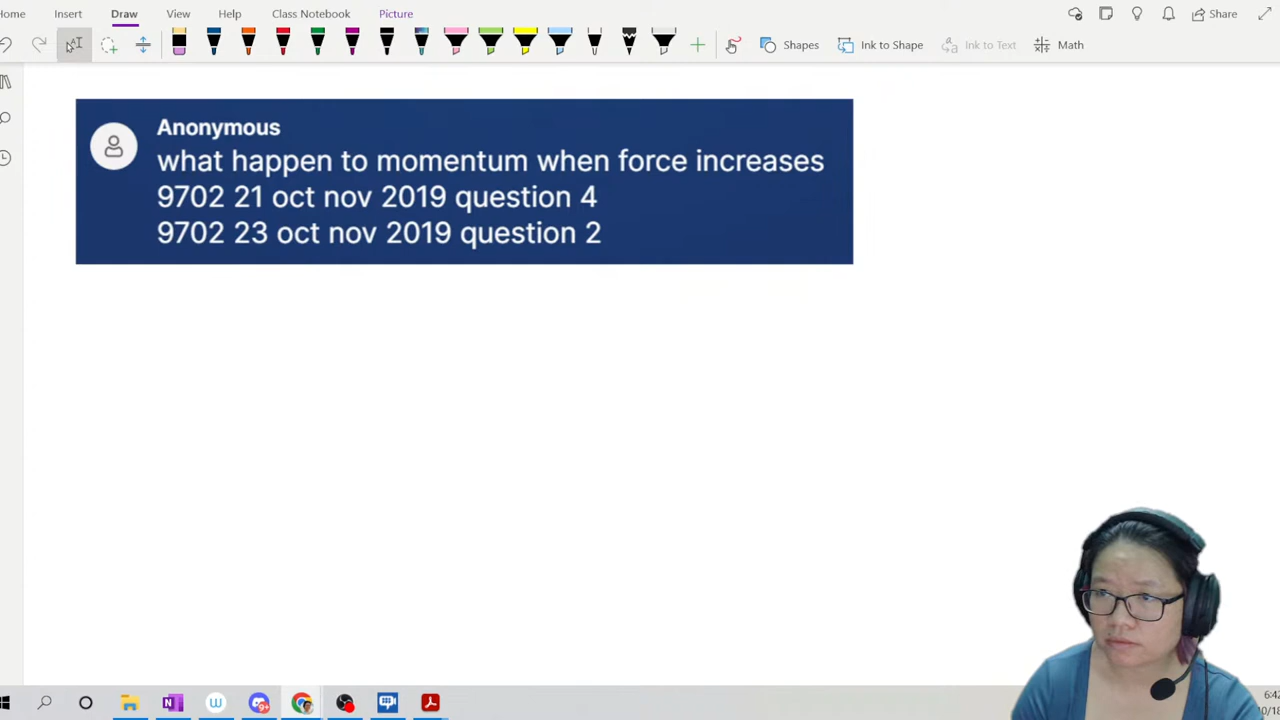 Home Insert Draw View Help Class Notebook Picture Share
Shapes Ink to Shape Ink to Text Math
Anonymous
what happen to momentum when force increases
9702 21 oct nov 2019 question 4
9702 23 oct nov 2019 question 2